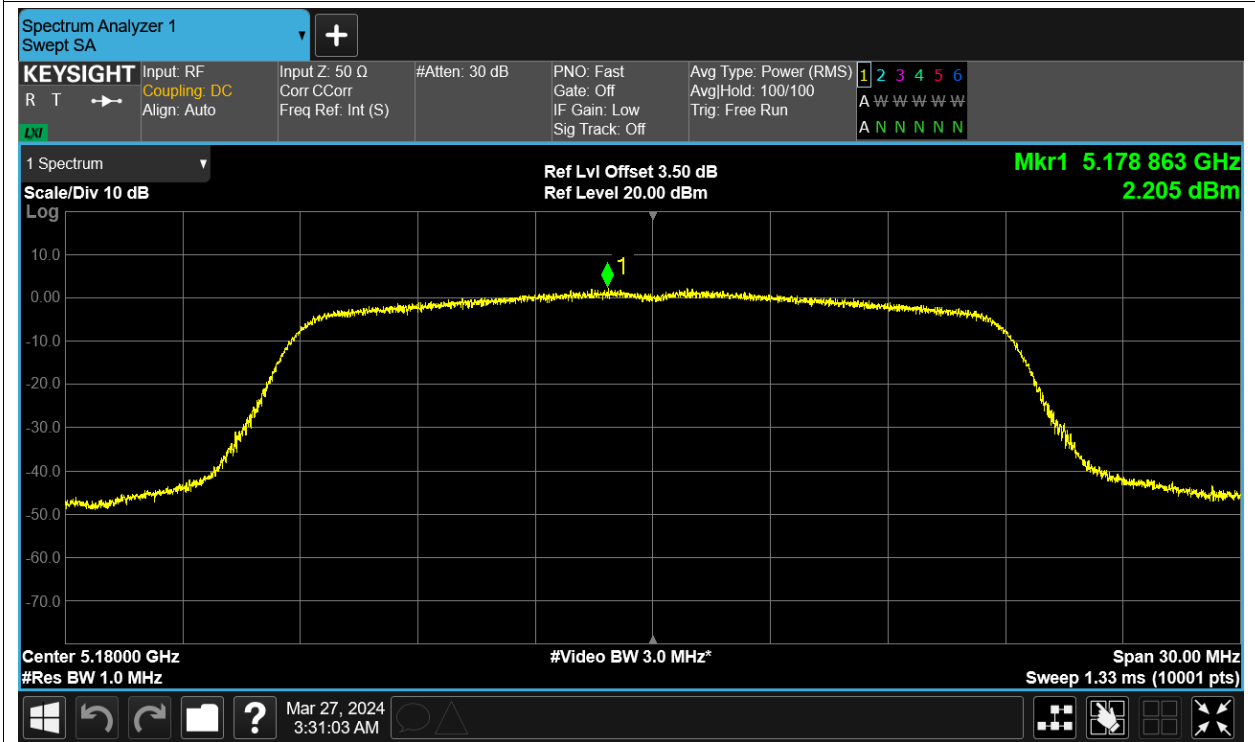 Spectrum Analyzer 1
Swept SA
KEYSIGHT
R T
LXI
Input: RF
Coupling: DC
Align: Auto
Input Z: 50 Ω
Corr CCorr
Freq Ref: Int (S)
#Atten: 30 dB
PNO: Fast
Gate: Off
IF Gain: Low
Sig Track: Off
Avg Type: Power (RMS)
Avg|Hold: 100/100
Trig: Free Run
1 2 3 4 5 6
A W W W W W
A N N N N N
1 Spectrum
Scale/Div 10 dB
Log
Ref Lvl Offset 3.50 dB
Ref Level 20.00 dBm
Mkr1 5.178 863 GHz
2.205 dBm
10.0
0.00
-10.0
-20.0
-30.0
-40.0
-50.0
-60.0
-70.0
1
Center 5.18000 GHz
#Res BW 1.0 MHz
#Video BW 3.0 MHz*
Span 30.00 MHz
Sweep 1.33 ms (10001 pts)
?
Mar 27, 2024
3:31:03 AM